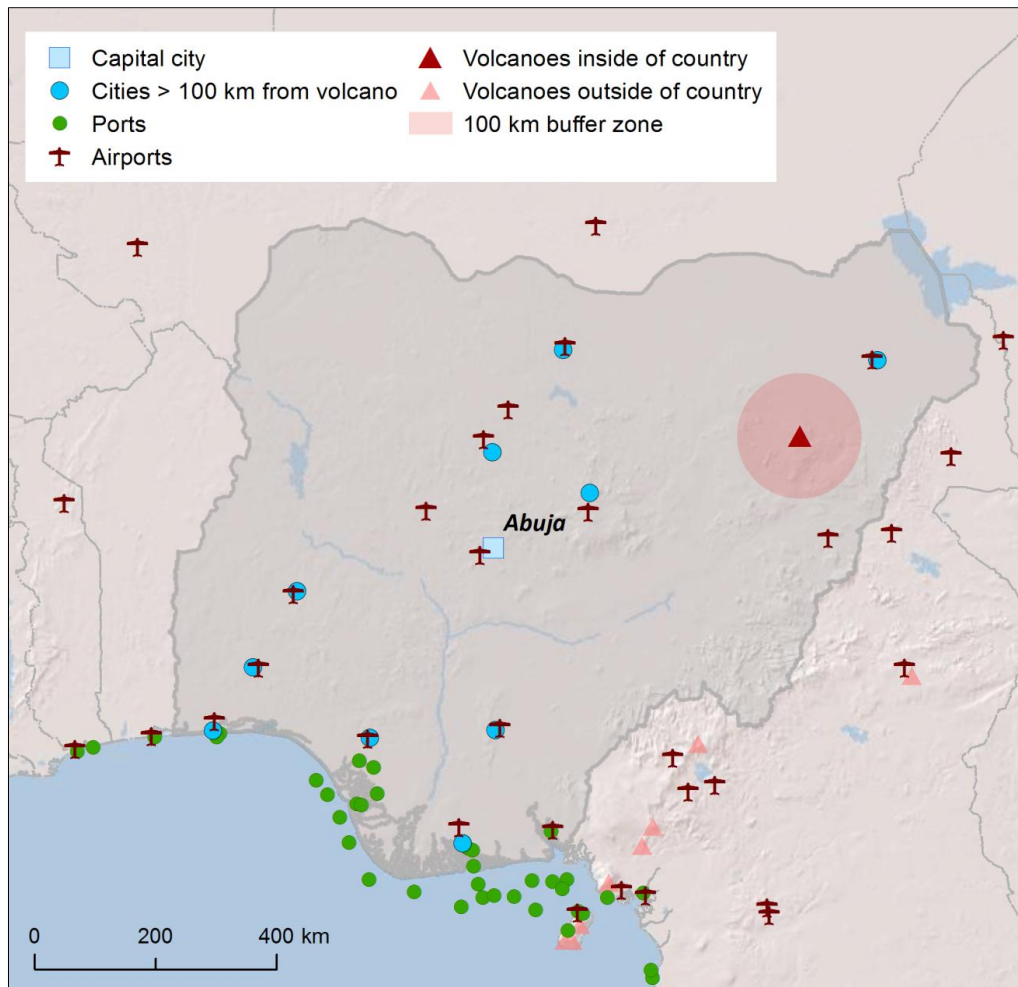 Capital city
Cities > 100 km from volcano
Ports
Airports
Volcanoes inside of country
Volcanoes outside of country
100 km buffer zone
Abuja
0 200 400 km